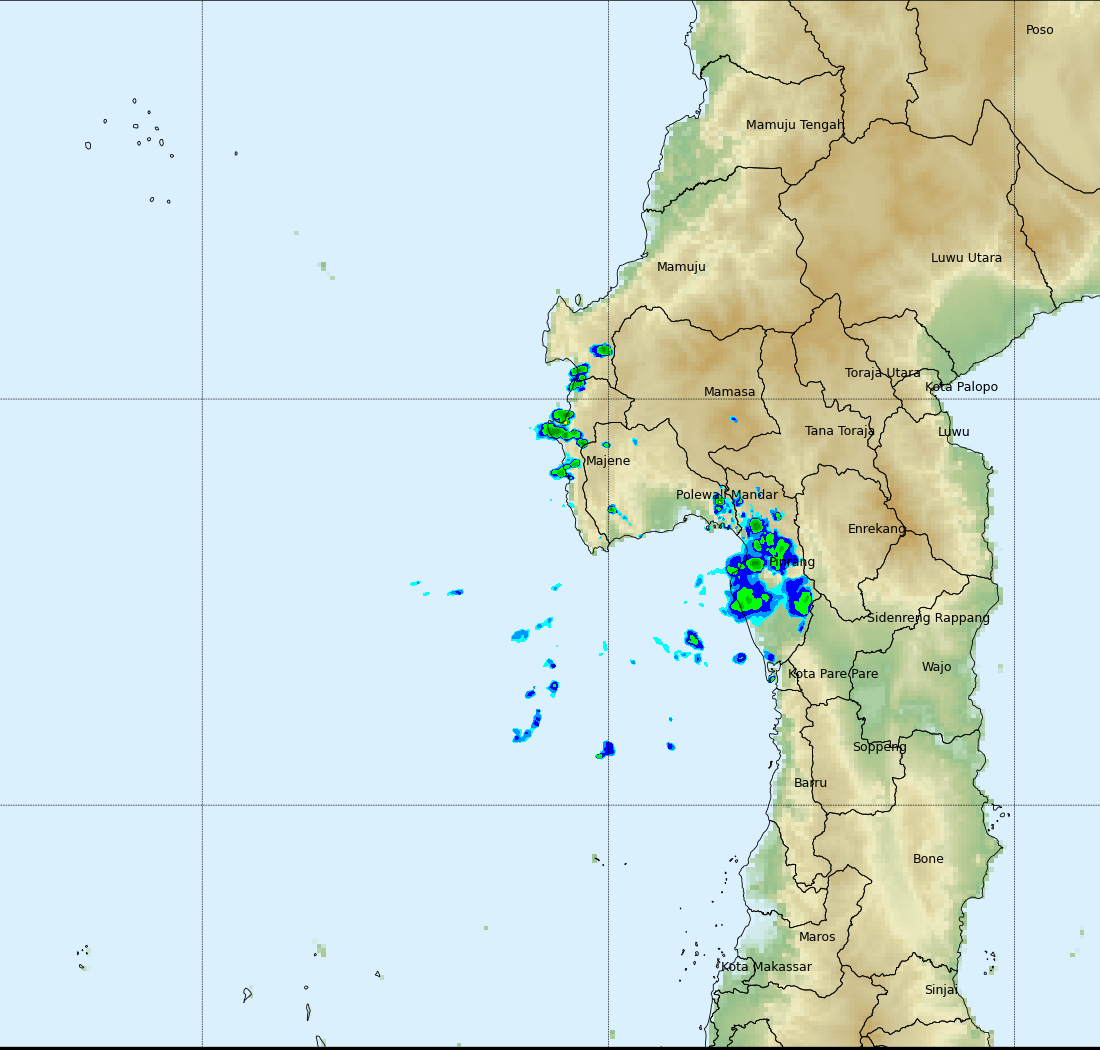 Poso
Mamuju Tengah
Luwu Utara
Mamuju
Toraja Utara
Kota Palopo
Mamasa
Tana Toraja
Luwu
Majene
Polewali Mandar
Enrekang
Pinrang
Sidenreng Rappang
Wajo
Kota Pare Pare
Soppeng
Barru
Bone
Maros
Kota Makassar
Sinjai